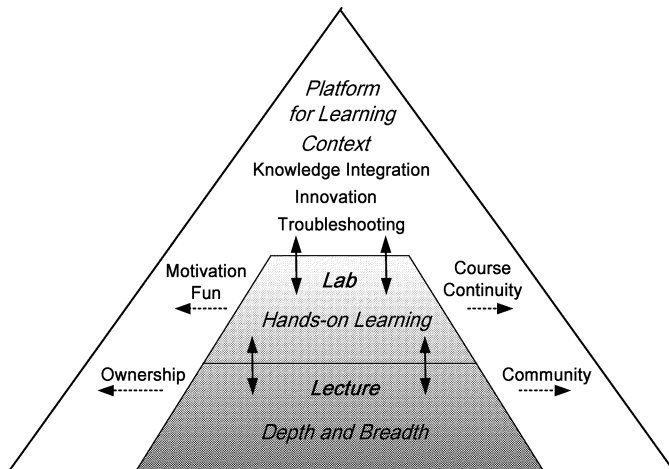 Platform
for Learning
Context
Knowledge Integration
Innovation
Troubleshooting
Motivation
Fun
Lab
Course
Continuity
Hands-on Learning
Ownership
Lecture
Community
Depth and Breadth